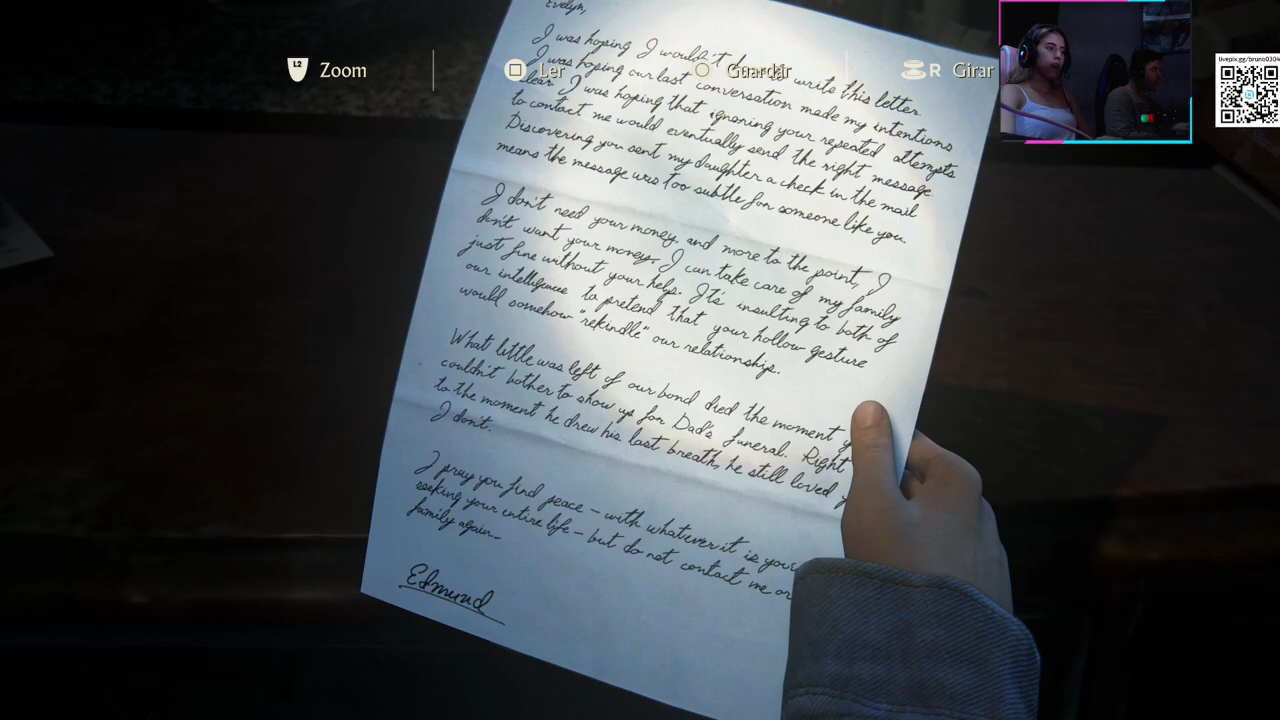 Zoom
Ler
Guardar
R Girar
livepix.gg/bruno0304
Evelyn,
I was hoping I wouldn't have to write this letter.
I was hoping our last conversation made my intentions
clear. I was hoping that ignoring your repeated attempts
to contact me would eventually send the right message.
Discovering you sent my daughter a check in the mail
means the message was too subtle for someone like you.
I don't need your money, and more to the point, I
don't want your money. I can take care of my family
just fine without your help. It's insulting to both of
our intelligences to pretend that your hollow gesture
would somehow "rekindle" our relationship.
What little was left of our bond died the moment
couldn't bother to show up for Dad's funeral. Right
to the moment he drew his last breath, he still loved
I don't.
I pray you find peace – with whatever it is
seeking your entire life – but do not contact me or
family again.
Edmund